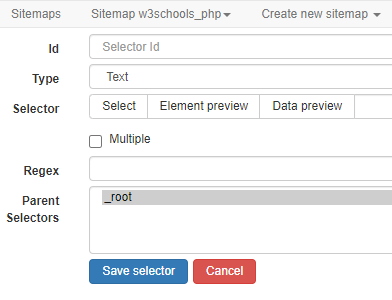 Sitemaps Sitemap w3schools_php Create new sitemap
Id Selector Id
Type Text
Selector Select Element preview Data preview
Multiple
Regex
Parent Selectors _root
Save selector Cancel